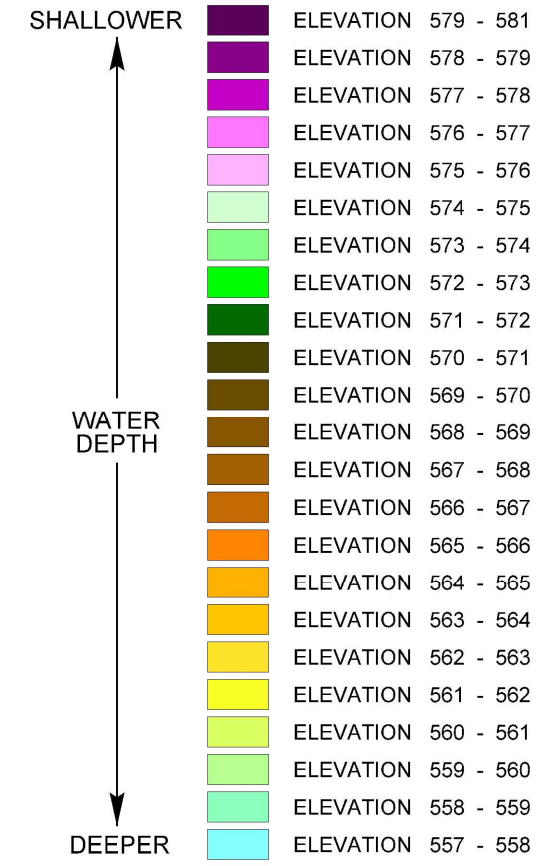 SHALLOWER
ELEVATION 579 - 581
ELEVATION 578 - 579
ELEVATION 577 - 578
ELEVATION 576 - 577
ELEVATION 575 - 576
ELEVATION 574 - 575
ELEVATION 573 - 574
ELEVATION 572 - 573
ELEVATION 571 - 572
ELEVATION 570 - 571
ELEVATION 569 - 570
WATER
DEPTH
ELEVATION 568 - 569
ELEVATION 567 - 568
ELEVATION 566 - 567
ELEVATION 565 - 566
ELEVATION 564 - 565
ELEVATION 563 - 564
ELEVATION 562 - 563
ELEVATION 561 - 562
ELEVATION 560 - 561
ELEVATION 559 - 560
ELEVATION 558 - 559
DEEPER
ELEVATION 557 - 558